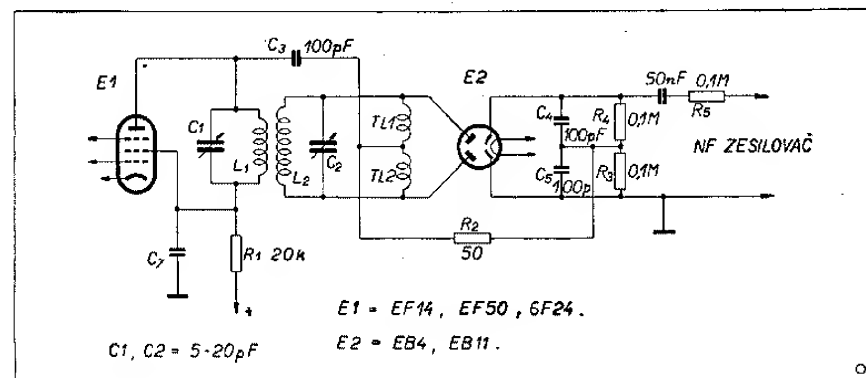 C3 100pF
E1
E2
50nF 0,1M
R5
C1
L1
L2
C2
TL1
TL2
C4
100pF
R4
0,1M
C5
100p
R3
0,1M
NF ZESILOVAČ
R2
50
C7
R1 20k
+
E1 = EF14, EF50, 6F24.
C1, C2 = 5-20pF
E2 = EB4, EB11.